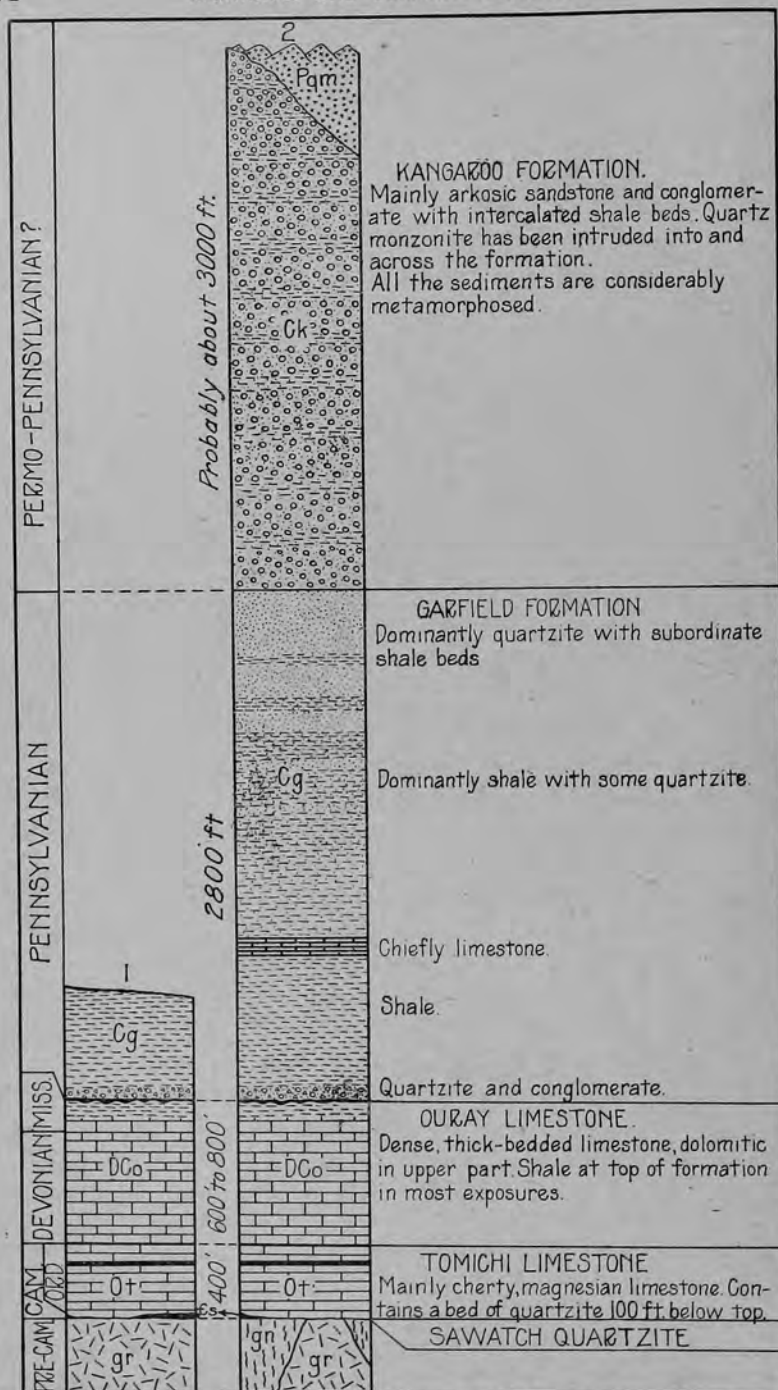 2
Pqm
KANGAROO FORMATION.
Mainly arkosic sandstone and conglomer-
ate with intercalated shale beds. Quartz
monzonite has been intruded into and
across the formation.
All the sediments are considerably
metamorphosed.
PERMO-PENNSYLVANIAN?
Probably about 3000 ft.
Ck
GARFIELD FORMATION
Dominantly quartzite with subordinate
shale beds
PENNSYLVANIAN
2800 ft
Cg
Dominantly shale with some quartzite.
Chiefly limestone.
1
Shale.
Cg
Quartzite and conglomerate.
MISS.
OURAY LIMESTONE.
Dense, thick-bedded limestone, dolomitic
in upper part. Shale at top of formation
in most exposures.
DEVONIAN
DCo
600' to 800'
DCo
TOMICHI LIMESTONE
Mainly cherty, magnesian limestone. Con-
tains a bed of quartzite 100 ft. below top.
CAM.
ORD
Ot
400'
Ot
Єs
SAWATCH QUARTZITE
PRE-CAM
gr
gn
gr